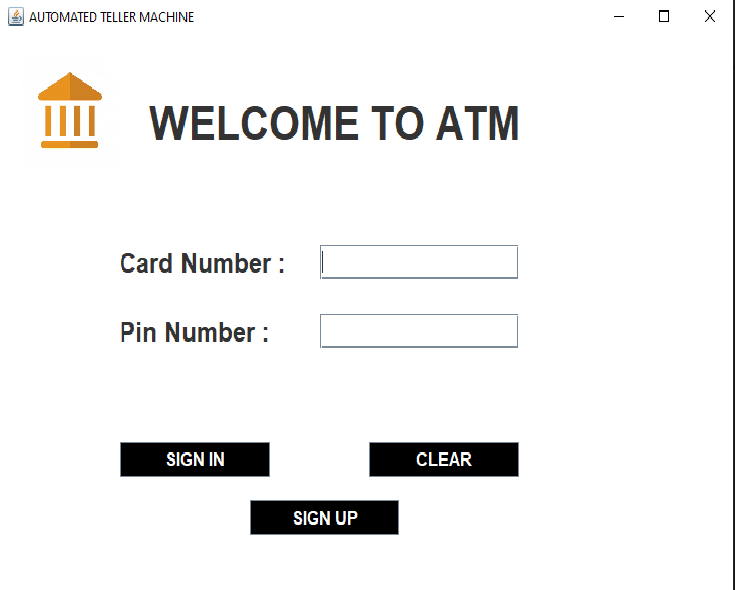 AUTOMATED TELLER MACHINE
WELCOME TO ATM
Card Number :
Pin Number :
SIGN IN
CLEAR
SIGN UP